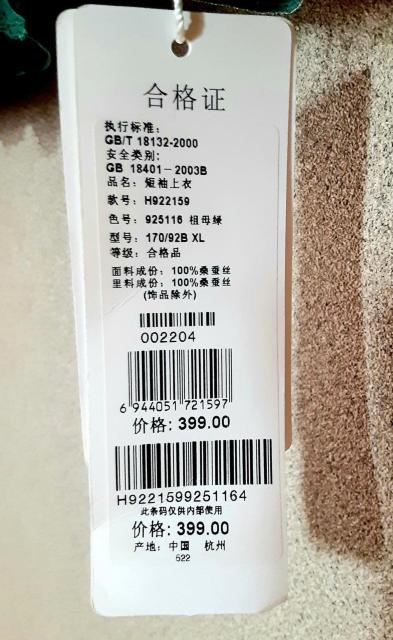 合格证
执行标准：
GB/T 18132-2000
安全类别：
GB 18401－2003B
品名：短袖上衣
款号：H922159
色号：925116 祖母绿
型号：170/92B XL
等级：合格品
面料成份：100%桑蚕丝
里料成份：100%桑蚕丝
(饰品除外)
002204
6 944051 721597
价格: 399.00
H9221599251164
此条码仅供内部使用
价格: 399.00
产地：中国 杭州
522